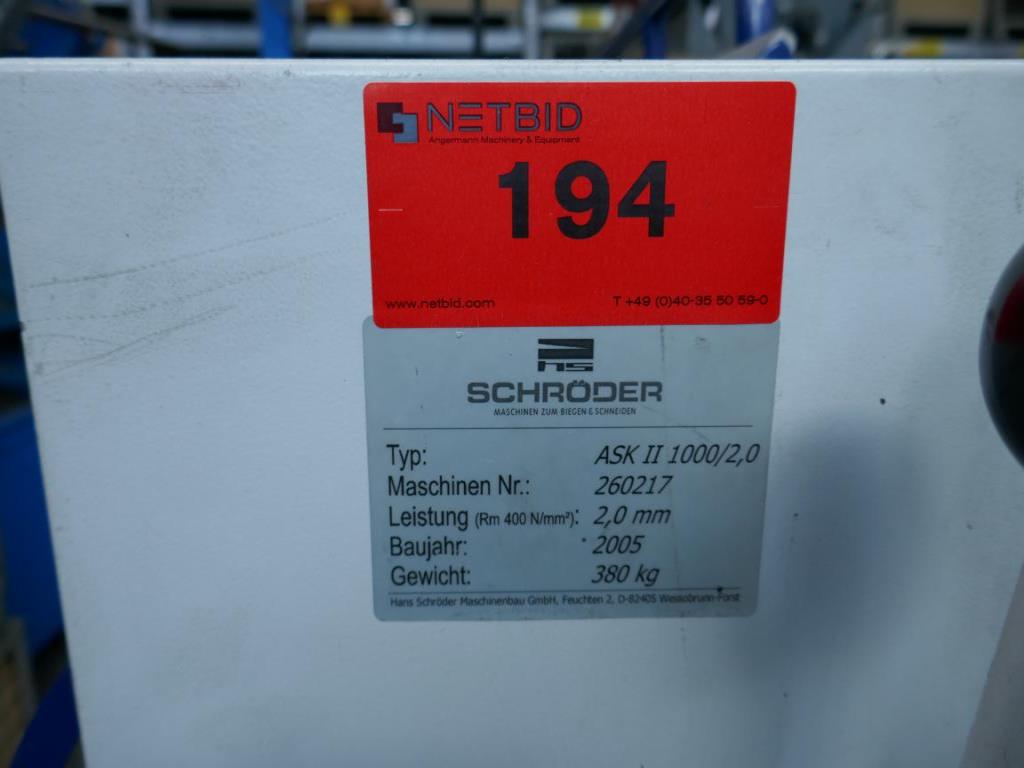 NETBID
Angermann Machinery & Equipment
194
www.netbid.com T +49 (0)40-35 50 59-0
hs
SCHRÖDER
MASCHINEN ZUM BIEGEN & SCHNEIDEN
Typ: ASK II 1000/2,0
Maschinen Nr.: 260217
Leistung (Rm 400 N/mm²): 2,0 mm
Baujahr: 2005
Gewicht: 380 kg
Hans Schröder Maschinenbau GmbH, Feuchten 2, D-82405 Wessobrunn-Forst